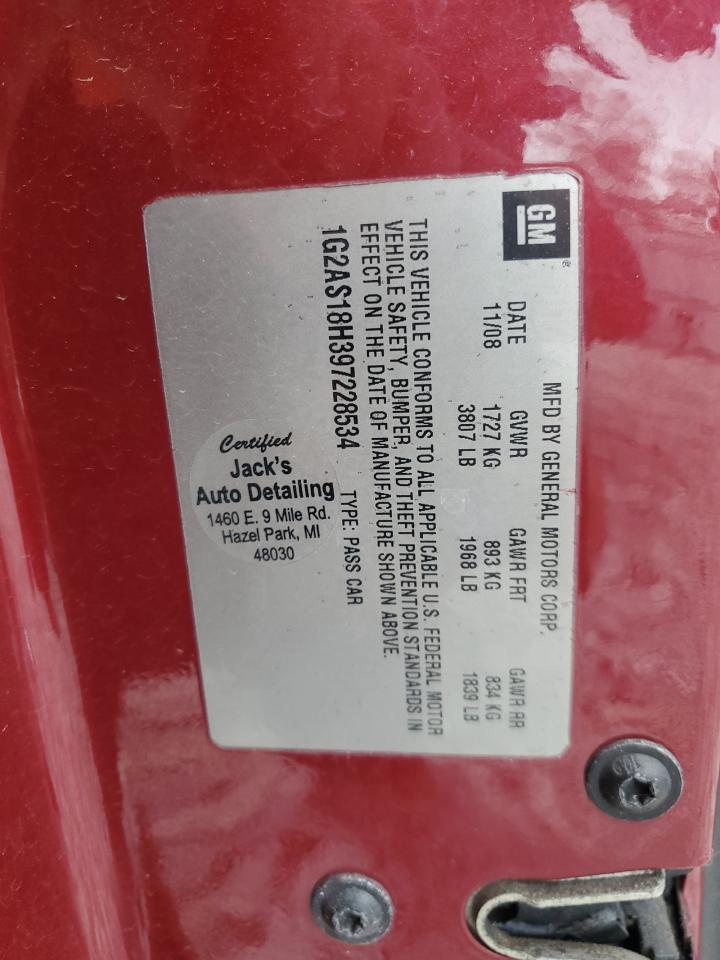 GM
MFD BY GENERAL MOTORS CORP.
DATE GVWR GAWR FRT GAWR RR
11/08 1727 KG 893 KG 834 KG
3807 LB 1968 LB 1839 LB
THIS VEHICLE CONFORMS TO ALL APPLICABLE U.S. FEDERAL MOTOR
VEHICLE SAFETY, BUMPER, AND THEFT PREVENTION STANDARDS IN
EFFECT ON THE DATE OF MANUFACTURE SHOWN ABOVE.
1G2AS18H397228534 TYPE: PASS CAR
Certified
Jack's
Auto Detailing
1460 E. 9 Mile Rd.
Hazel Park, MI
48030